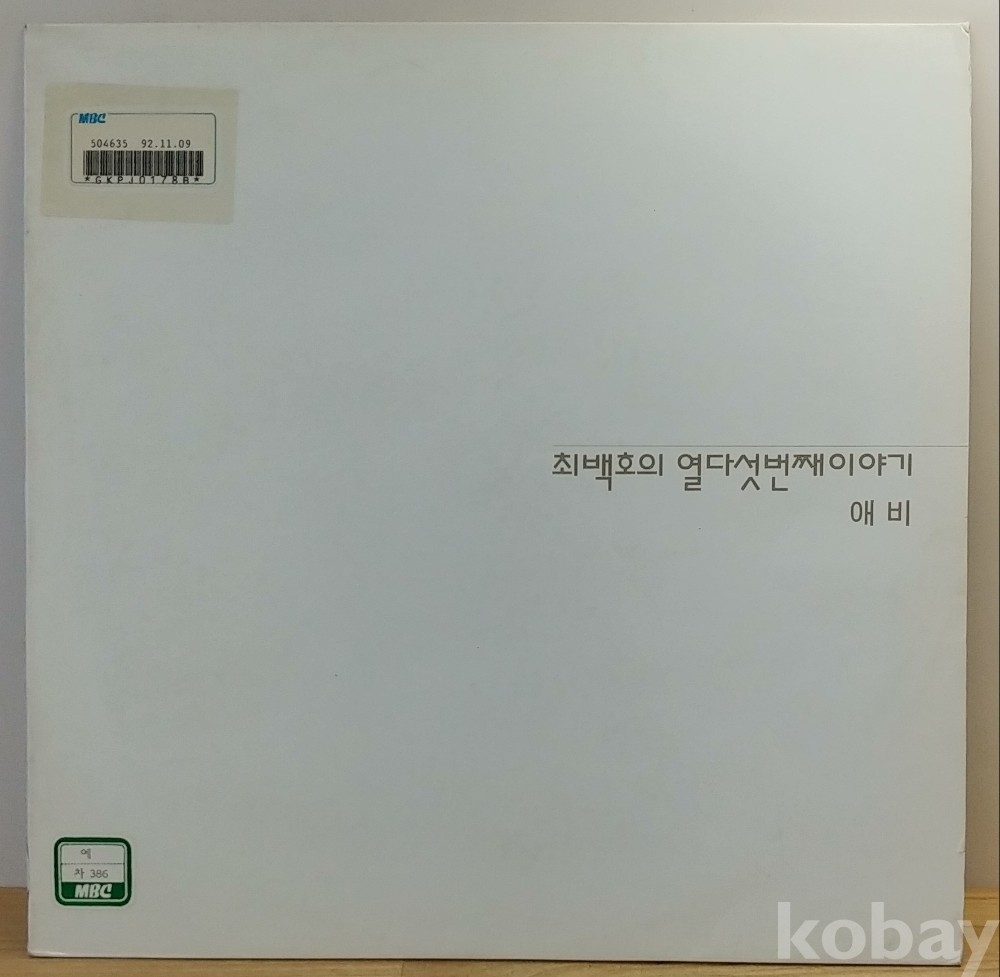 MBC
504635 92.11.09
*GKPJ0178B*
최백호의 열다섯번째이야기
애비
예
차 386
MBC
kobay